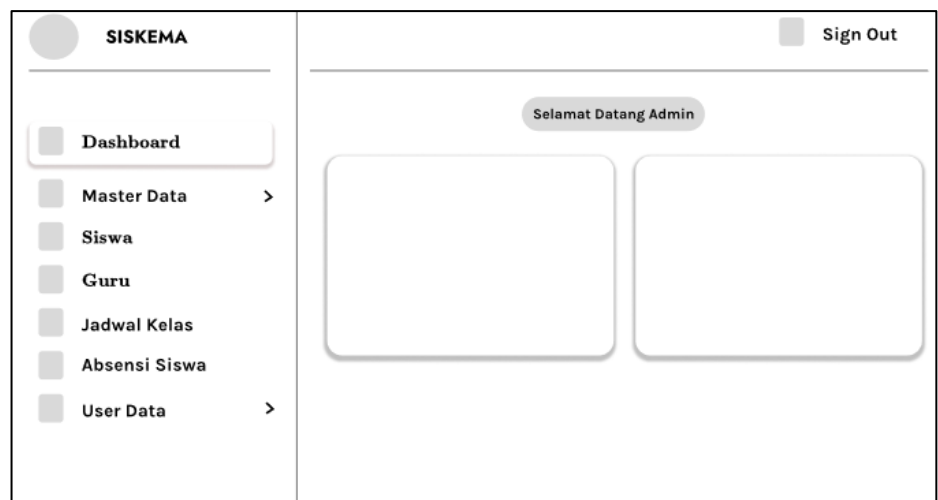 SISKEMA
Sign Out
Selamat Datang Admin
Dashboard
Master Data >
Siswa
Guru
Jadwal Kelas
Absensi Siswa
User Data >